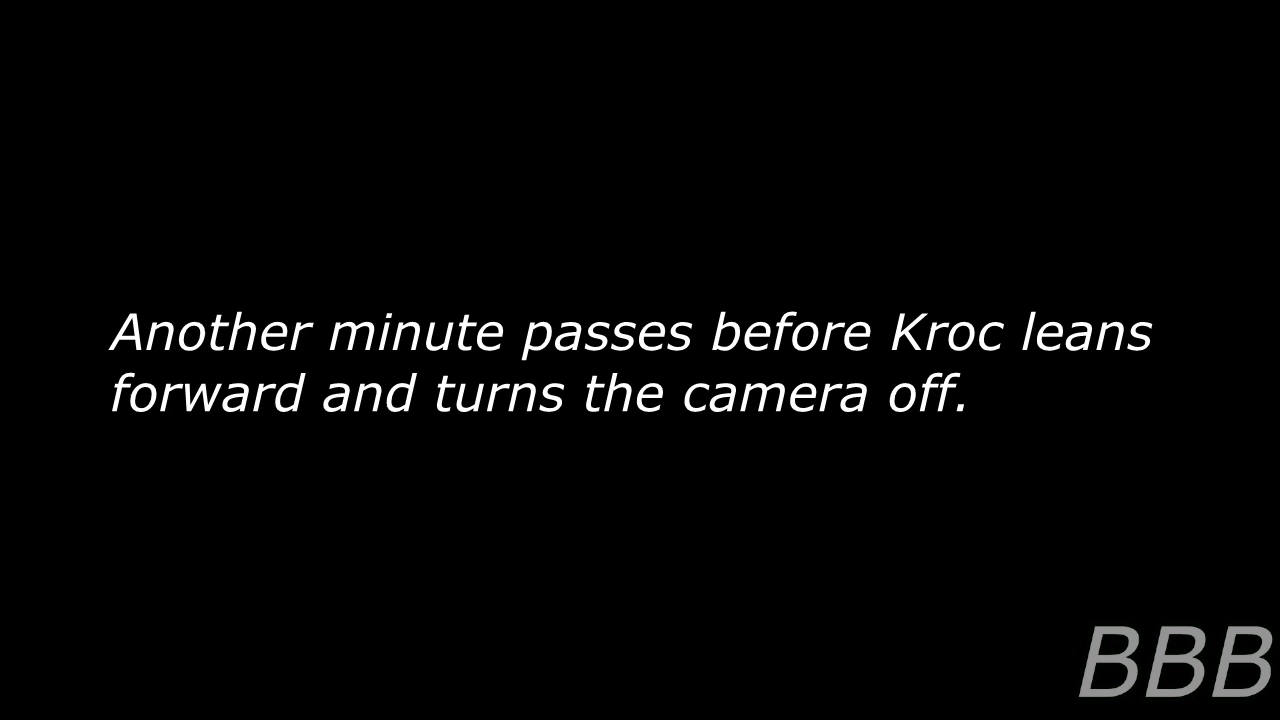 Another minute passes before Kroc leans
forward and turns the camera off.
BBB